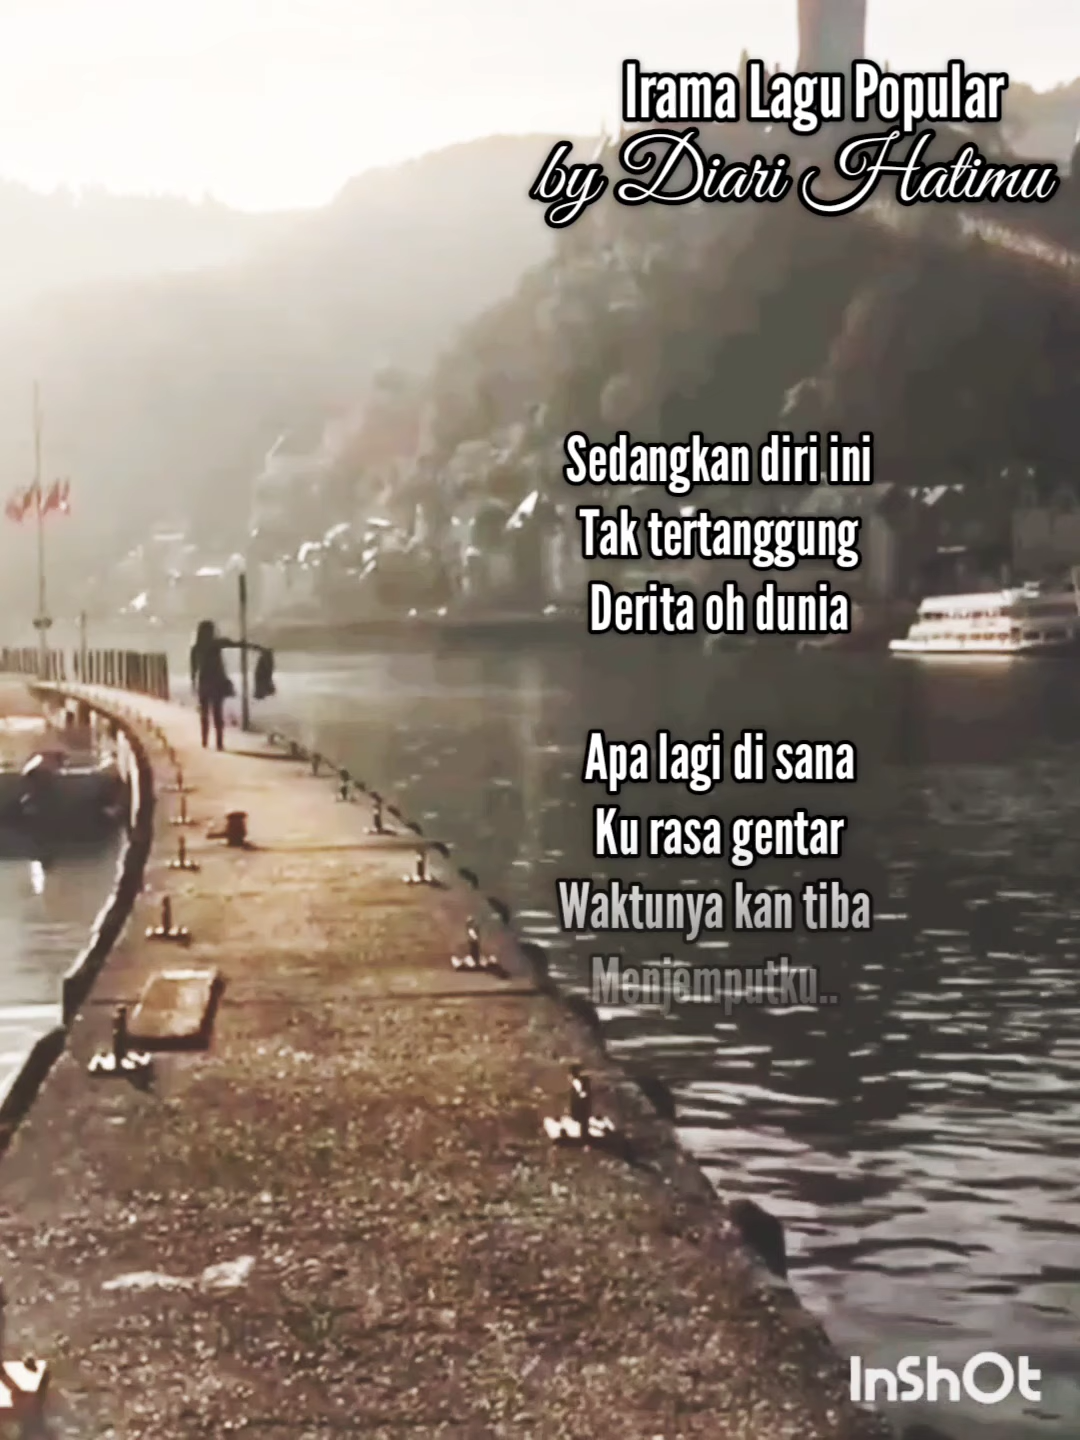 Irama Lagu Popular
by Diari Hatimu
Sedangkan diri ini
Tak tertanggung
Derita oh dunia
Apa lagi di sana
Ku rasa gentar
Waktunya kan tiba
Menjemputku..
InShOt